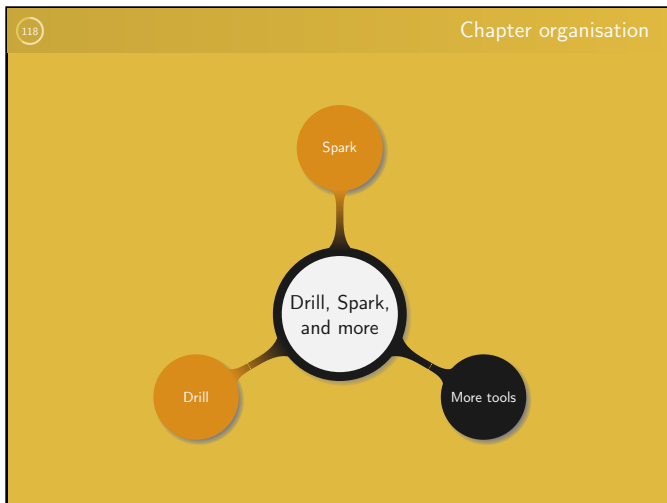 118
Chapter organisation
Spark
Drill, Spark,
and more
Drill
More tools